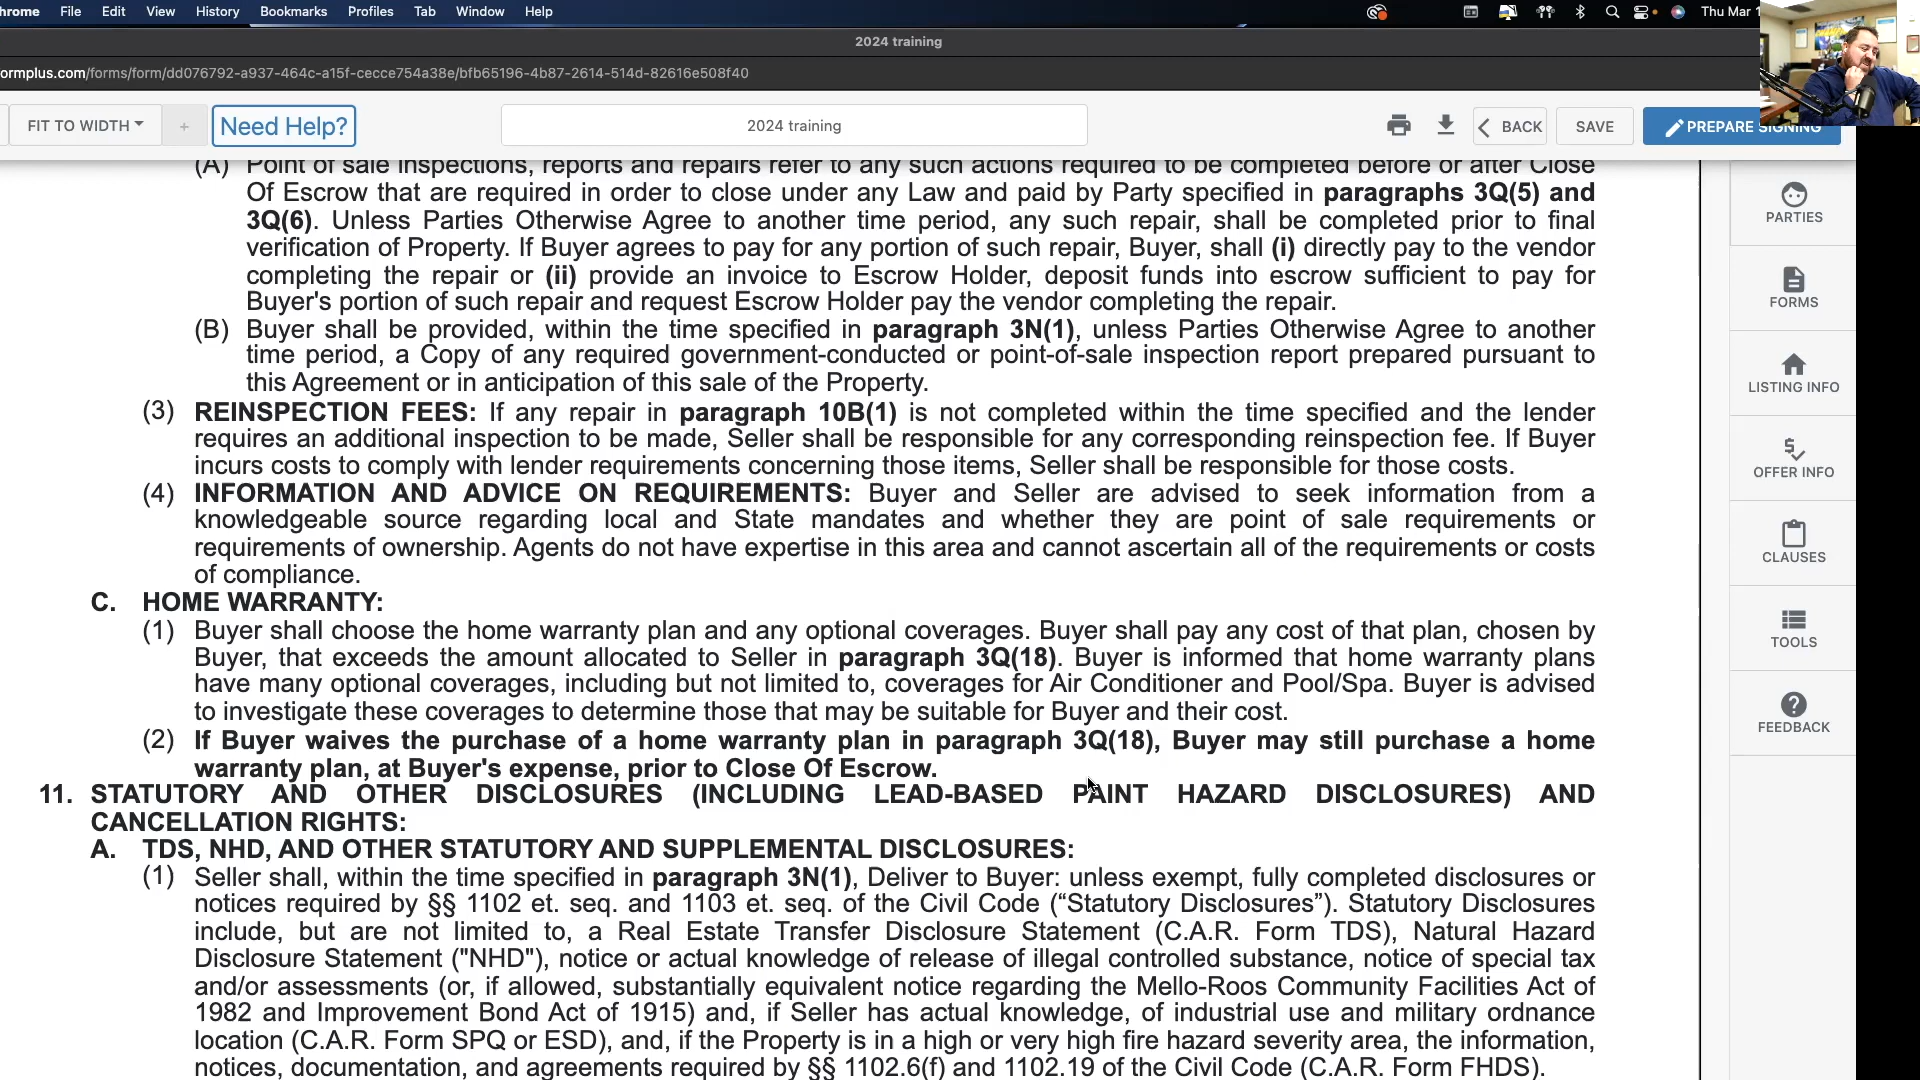 hrome File Edit View History Bookmarks Profiles Tab Window Help Thu Mar 1
2024 training
ormplus.com/forms/form/dd076792-a937-464c-a15f-cecce754a38e/bfb65196-4b87-2614-514d-82616e508f40
FIT TO WIDTH + Need Help? 2024 training BACK SAVE PREPARE SIGNING
(A) Point of sale inspections, reports and repairs refer to any such actions required to be completed before or after Close
Of Escrow that are required in order to close under any Law and paid by Party specified in paragraphs 3Q(5) and
3Q(6). Unless Parties Otherwise Agree to another time period, any such repair, shall be completed prior to final
verification of Property. If Buyer agrees to pay for any portion of such repair, Buyer, shall (i) directly pay to the vendor
completing the repair or (ii) provide an invoice to Escrow Holder, deposit funds into escrow sufficient to pay for
Buyer's portion of such repair and request Escrow Holder pay the vendor completing the repair.
(B) Buyer shall be provided, within the time specified in paragraph 3N(1), unless Parties Otherwise Agree to another
time period, a Copy of any required government-conducted or point-of-sale inspection report prepared pursuant to
this Agreement or in anticipation of this sale of the Property.
(3) REINSPECTION FEES: If any repair in paragraph 10B(1) is not completed within the time specified and the lender
requires an additional inspection to be made, Seller shall be responsible for any corresponding reinspection fee. If Buyer
incurs costs to comply with lender requirements concerning those items, Seller shall be responsible for those costs.
(4) INFORMATION AND ADVICE ON REQUIREMENTS: Buyer and Seller are advised to seek information from a
knowledgeable source regarding local and State mandates and whether they are point of sale requirements or
requirements of ownership. Agents do not have expertise in this area and cannot ascertain all of the requirements or costs
of compliance.
C. HOME WARRANTY:
(1) Buyer shall choose the home warranty plan and any optional coverages. Buyer shall pay any cost of that plan, chosen by
Buyer, that exceeds the amount allocated to Seller in paragraph 3Q(18). Buyer is informed that home warranty plans
have many optional coverages, including but not limited to, coverages for Air Conditioner and Pool/Spa. Buyer is advised
to investigate these coverages to determine those that may be suitable for Buyer and their cost.
(2) If Buyer waives the purchase of a home warranty plan in paragraph 3Q(18), Buyer may still purchase a home
warranty plan, at Buyer's expense, prior to Close Of Escrow.
11. STATUTORY AND OTHER DISCLOSURES (INCLUDING LEAD-BASED PAINT HAZARD DISCLOSURES) AND
CANCELLATION RIGHTS:
A. TDS, NHD, AND OTHER STATUTORY AND SUPPLEMENTAL DISCLOSURES:
(1) Seller shall, within the time specified in paragraph 3N(1), Deliver to Buyer: unless exempt, fully completed disclosures or
notices required by §§ 1102 et. seq. and 1103 et. seq. of the Civil Code (“Statutory Disclosures”). Statutory Disclosures
include, but are not limited to, a Real Estate Transfer Disclosure Statement (C.A.R. Form TDS), Natural Hazard
Disclosure Statement ("NHD"), notice or actual knowledge of release of illegal controlled substance, notice of special tax
and/or assessments (or, if allowed, substantially equivalent notice regarding the Mello-Roos Community Facilities Act of
1982 and Improvement Bond Act of 1915) and, if Seller has actual knowledge, of industrial use and military ordnance
location (C.A.R. Form SPQ or ESD), and, if the Property is in a high or very high fire hazard severity area, the information,
notices, documentation, and agreements required by §§ 1102.6(f) and 1102.19 of the Civil Code (C.A.R. Form FHDS).
PARTIES
FORMS
LISTING INFO
OFFER INFO
CLAUSES
TOOLS
FEEDBACK